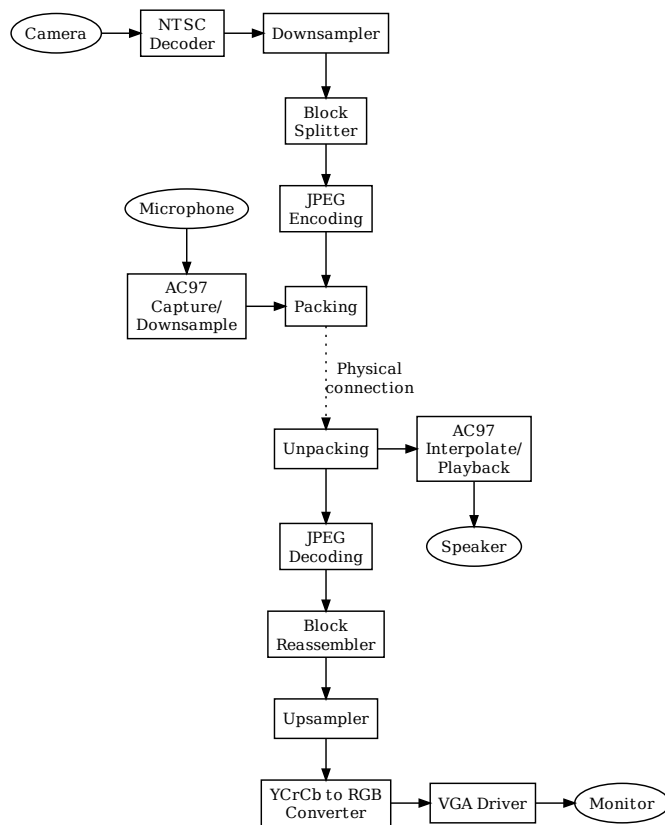 Camera
NTSC
Decoder
Downsampler
Block
Splitter
JPEG
Encoding
Microphone
AC97
Capture/
Downsample
Packing
Physical
connection
Unpacking
AC97
Interpolate/
Playback
JPEG
Decoding
Speaker
Block
Reassembler
Upsampler
YCrCb to RGB
Converter
VGA Driver
Monitor